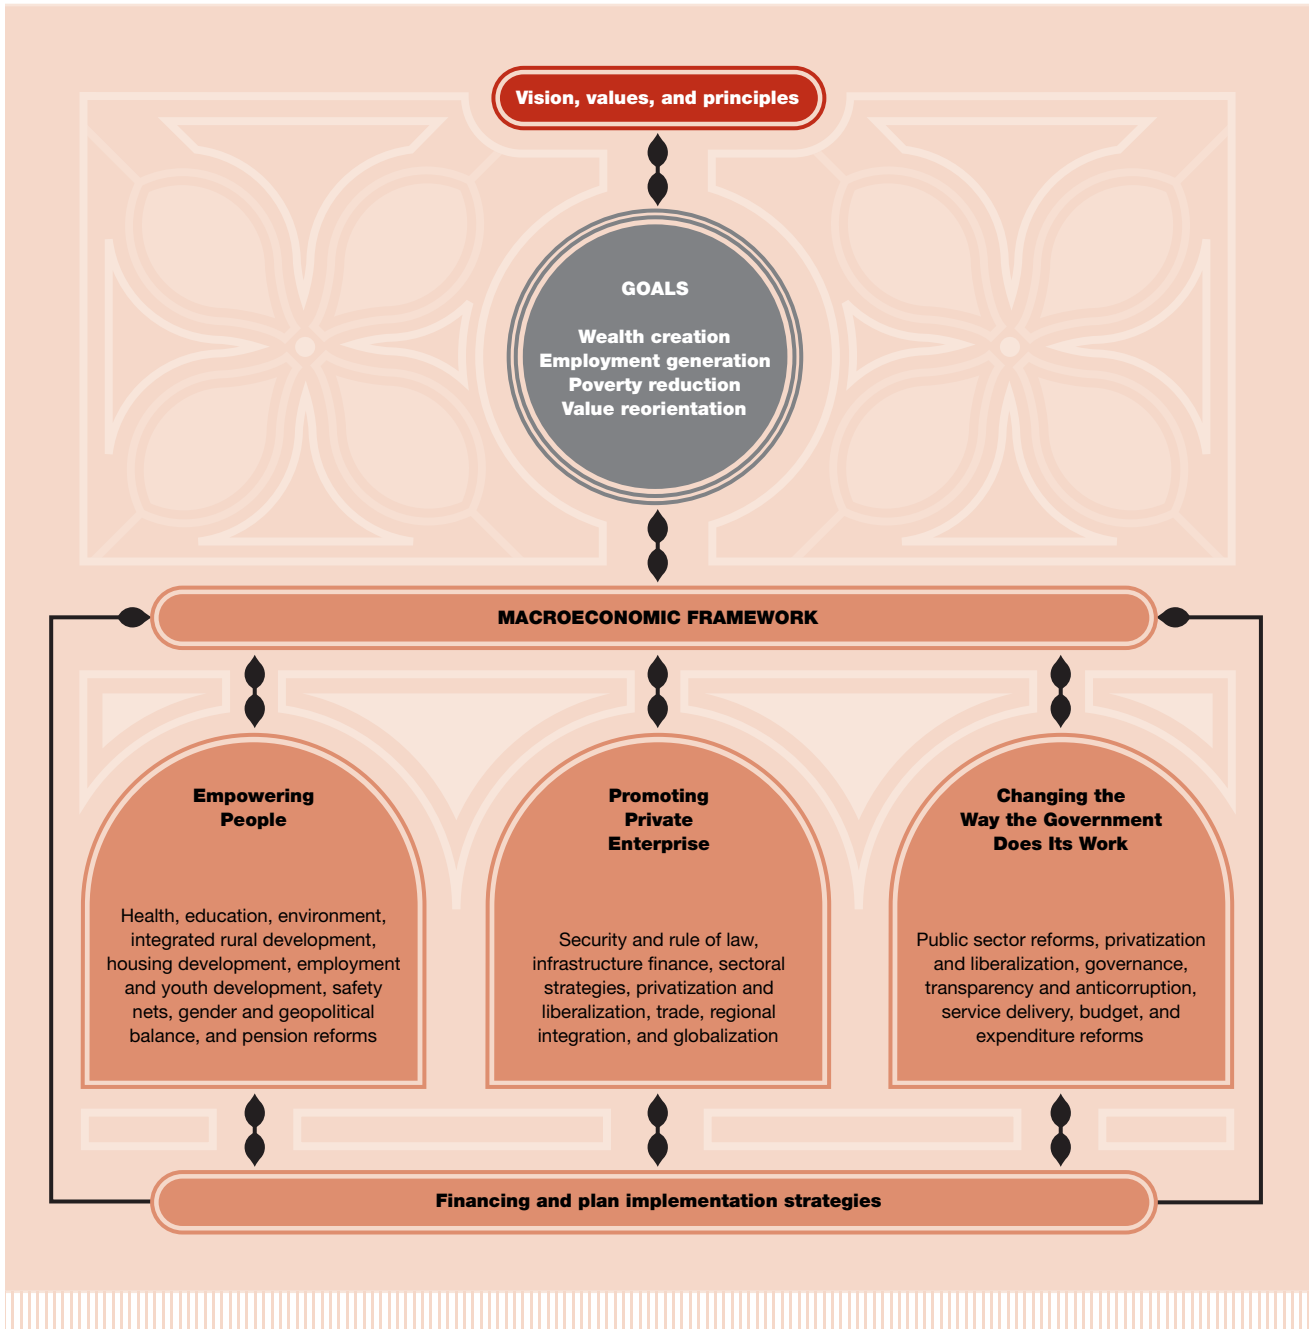 Vision, values, and principles
GOALS
Wealth creation
Employment generation
Poverty reduction
Value reorientation
MACROECONOMIC FRAMEWORK
Empowering
People
Health, education, environment,
integrated rural development,
housing development, employment
and youth development, safety
nets, gender and geopolitical
balance, and pension reforms
Promoting
Private
Enterprise
Security and rule of law,
infrastructure finance, sectoral
strategies, privatization and
liberalization, trade, regional
integration, and globalization
Changing the
Way the Government
Does Its Work
Public sector reforms, privatization
and liberalization, governance,
transparency and anticorruption,
service delivery, budget, and
expenditure reforms
Financing and plan implementation strategies